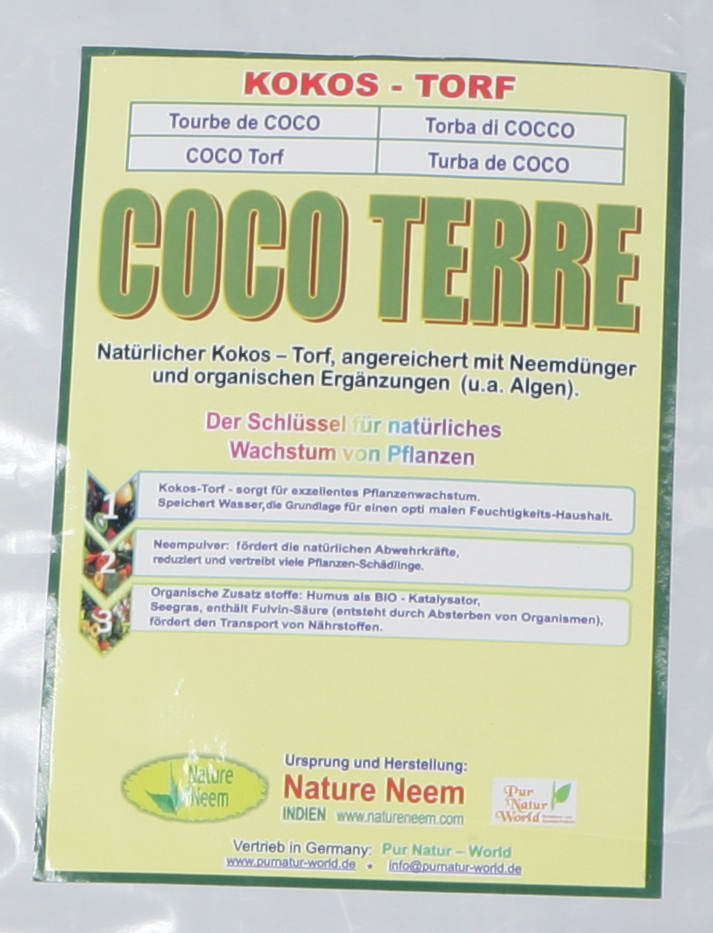 KOKOS - TORF
Tourbe de COCO
Torba di COCCO
COCO Torf
Turba de COCO
COCO TERRE
Natürlicher Kokos – Torf, angereichert mit Neemdünger
und organischen Ergänzungen (u.a. Algen).
Der Schlüssel für natürliches
Wachstum von Pflanzen
1
Kokos-Torf - sorgt für exzellentes Pflanzenwachstum.
Speichert Wasser,die Grundlage für einen opti malen Feuchtigkeits-Haushalt.
2
Neempulver: fördert die natürlichen Abwehrkräfte,
reduziert und vertreibt viele Pflanzen-Schädlinge.
3
Organische Zusatz stoffe: Humus als BIO - Katalysator,
Seegras, enthält Fulvin-Säure (entsteht durch Absterben von Organismen),
fördert den Transport von Nährstoffen.
Nature
Neem
Ursprung und Herstellung:
Nature Neem
INDIEN www.natureneem.com
Pur
Natur
World
Vertrieb in Germany: Pur Natur – World
www.purnatur-world.de * info@purnatur-world.de